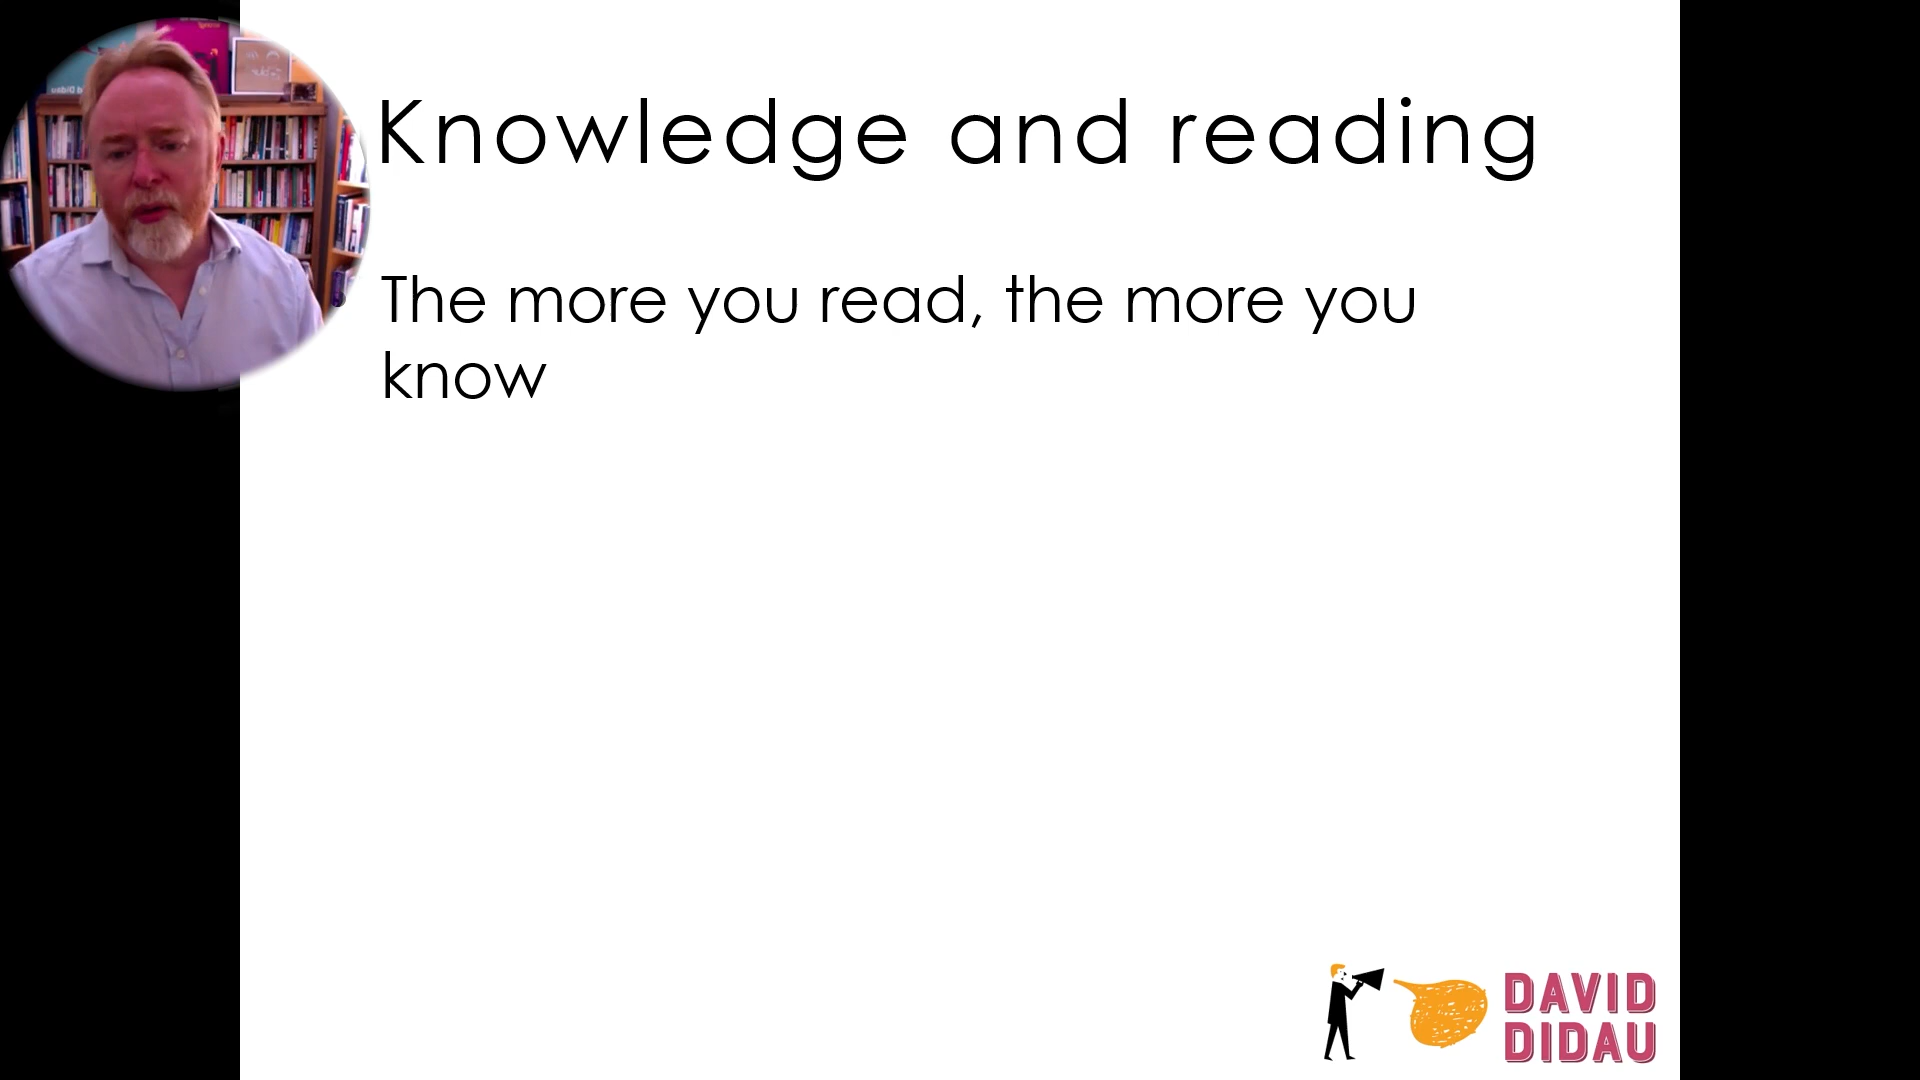 Knowledge and reading
The more you read, the more you
know
DAVID
DIDAU